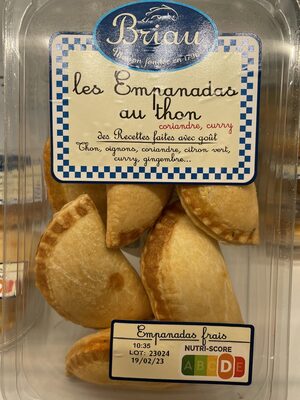 Briau
Maison fondée en 1790
les Empanadas
au thon
coriandre, curry
des Recettes faites avec goût
Thon, oignons, coriandre, citron vert,
curry, gingembre...
Empanadas frais
10:35
LOT: 23024
19/02/23
NUTRI-SCORE
A B C D E